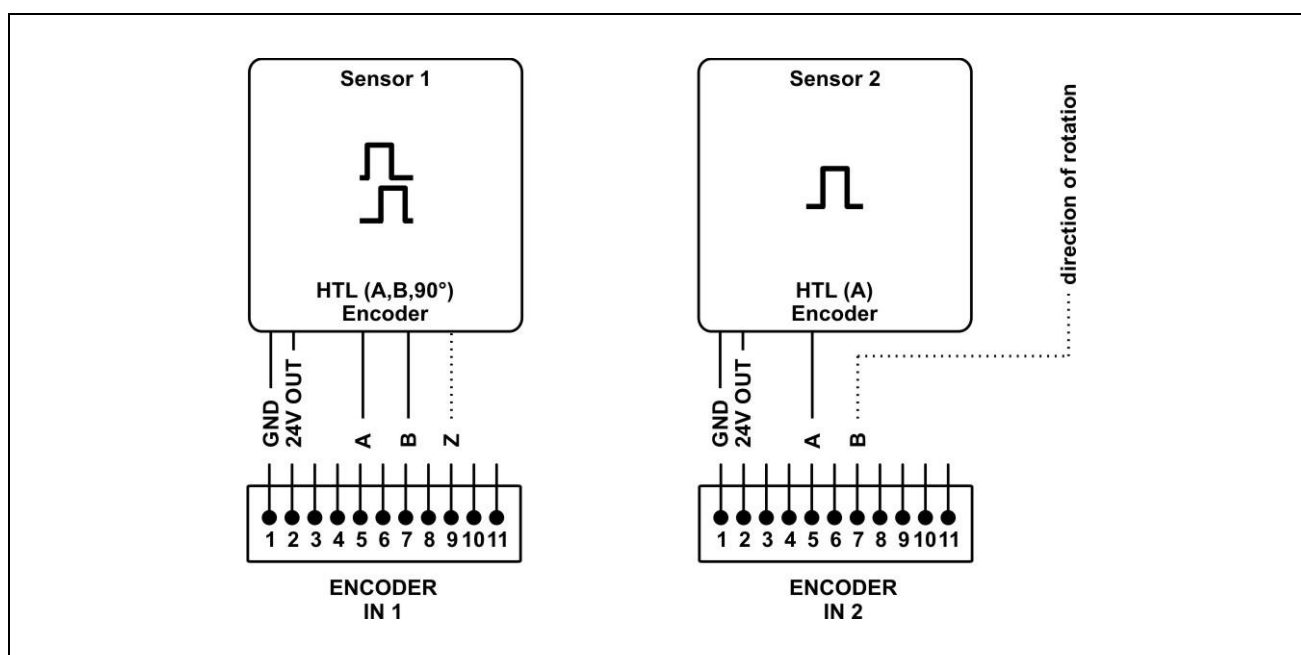 Sensor 1
HTL (A,B,90°)
Encoder
GND
24V OUT
A
B
Z
1 2 3 4 5 6 7 8 9 10 11
ENCODER
IN 1
Sensor 2
HTL (A)
Encoder
direction of rotation
GND
24V OUT
A
B
1 2 3 4 5 6 7 8 9 10 11
ENCODER
IN 2